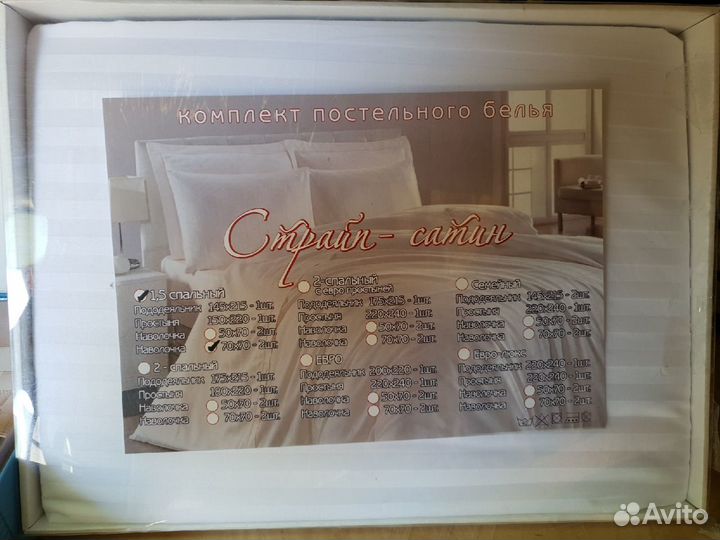 комплект постельного белья
Страйп - сатин
1,5 спальный
Пододеяльник 145х215 - 1шт.
Простыня 150х220 - 1шт.
Наволочка 50х70 - 2шт.
Наволочка 70х70 - 2шт.
2 - спальный
Пододеяльник 175х215 - 1шт.
Простыня 190х220 - 1шт.
Наволочка 50х70 - 2шт.
Наволочка 70х70 - 2шт.
2-спальный
с евро простыней
Пододеяльник 175х215 - 1шт.
Простыня 220х240 - 1шт.
Наволочка 50х70 - 2шт.
70х70 - 2шт.
ЕВРО
Пододеяльник 200х220 - 1шт.
Простыня 220х240 - 1шт.
Наволочка 50х70 - 2шт.
Наволочка 70х70 - 2шт.
Семейный
Пододеяльник 145х215 - 2шт.
Простыня 220х240 - 1шт.
Наволочка 50х70 - 2шт.
Наволочка 70х70 - 2шт.
Евро-люкс
Пододеяльник 220х240 - 1шт.
Простыня 220х240 - 1шт.
Наволочка 50х70 - 2шт.
Наволочка 70х70 - 2шт.
Avito